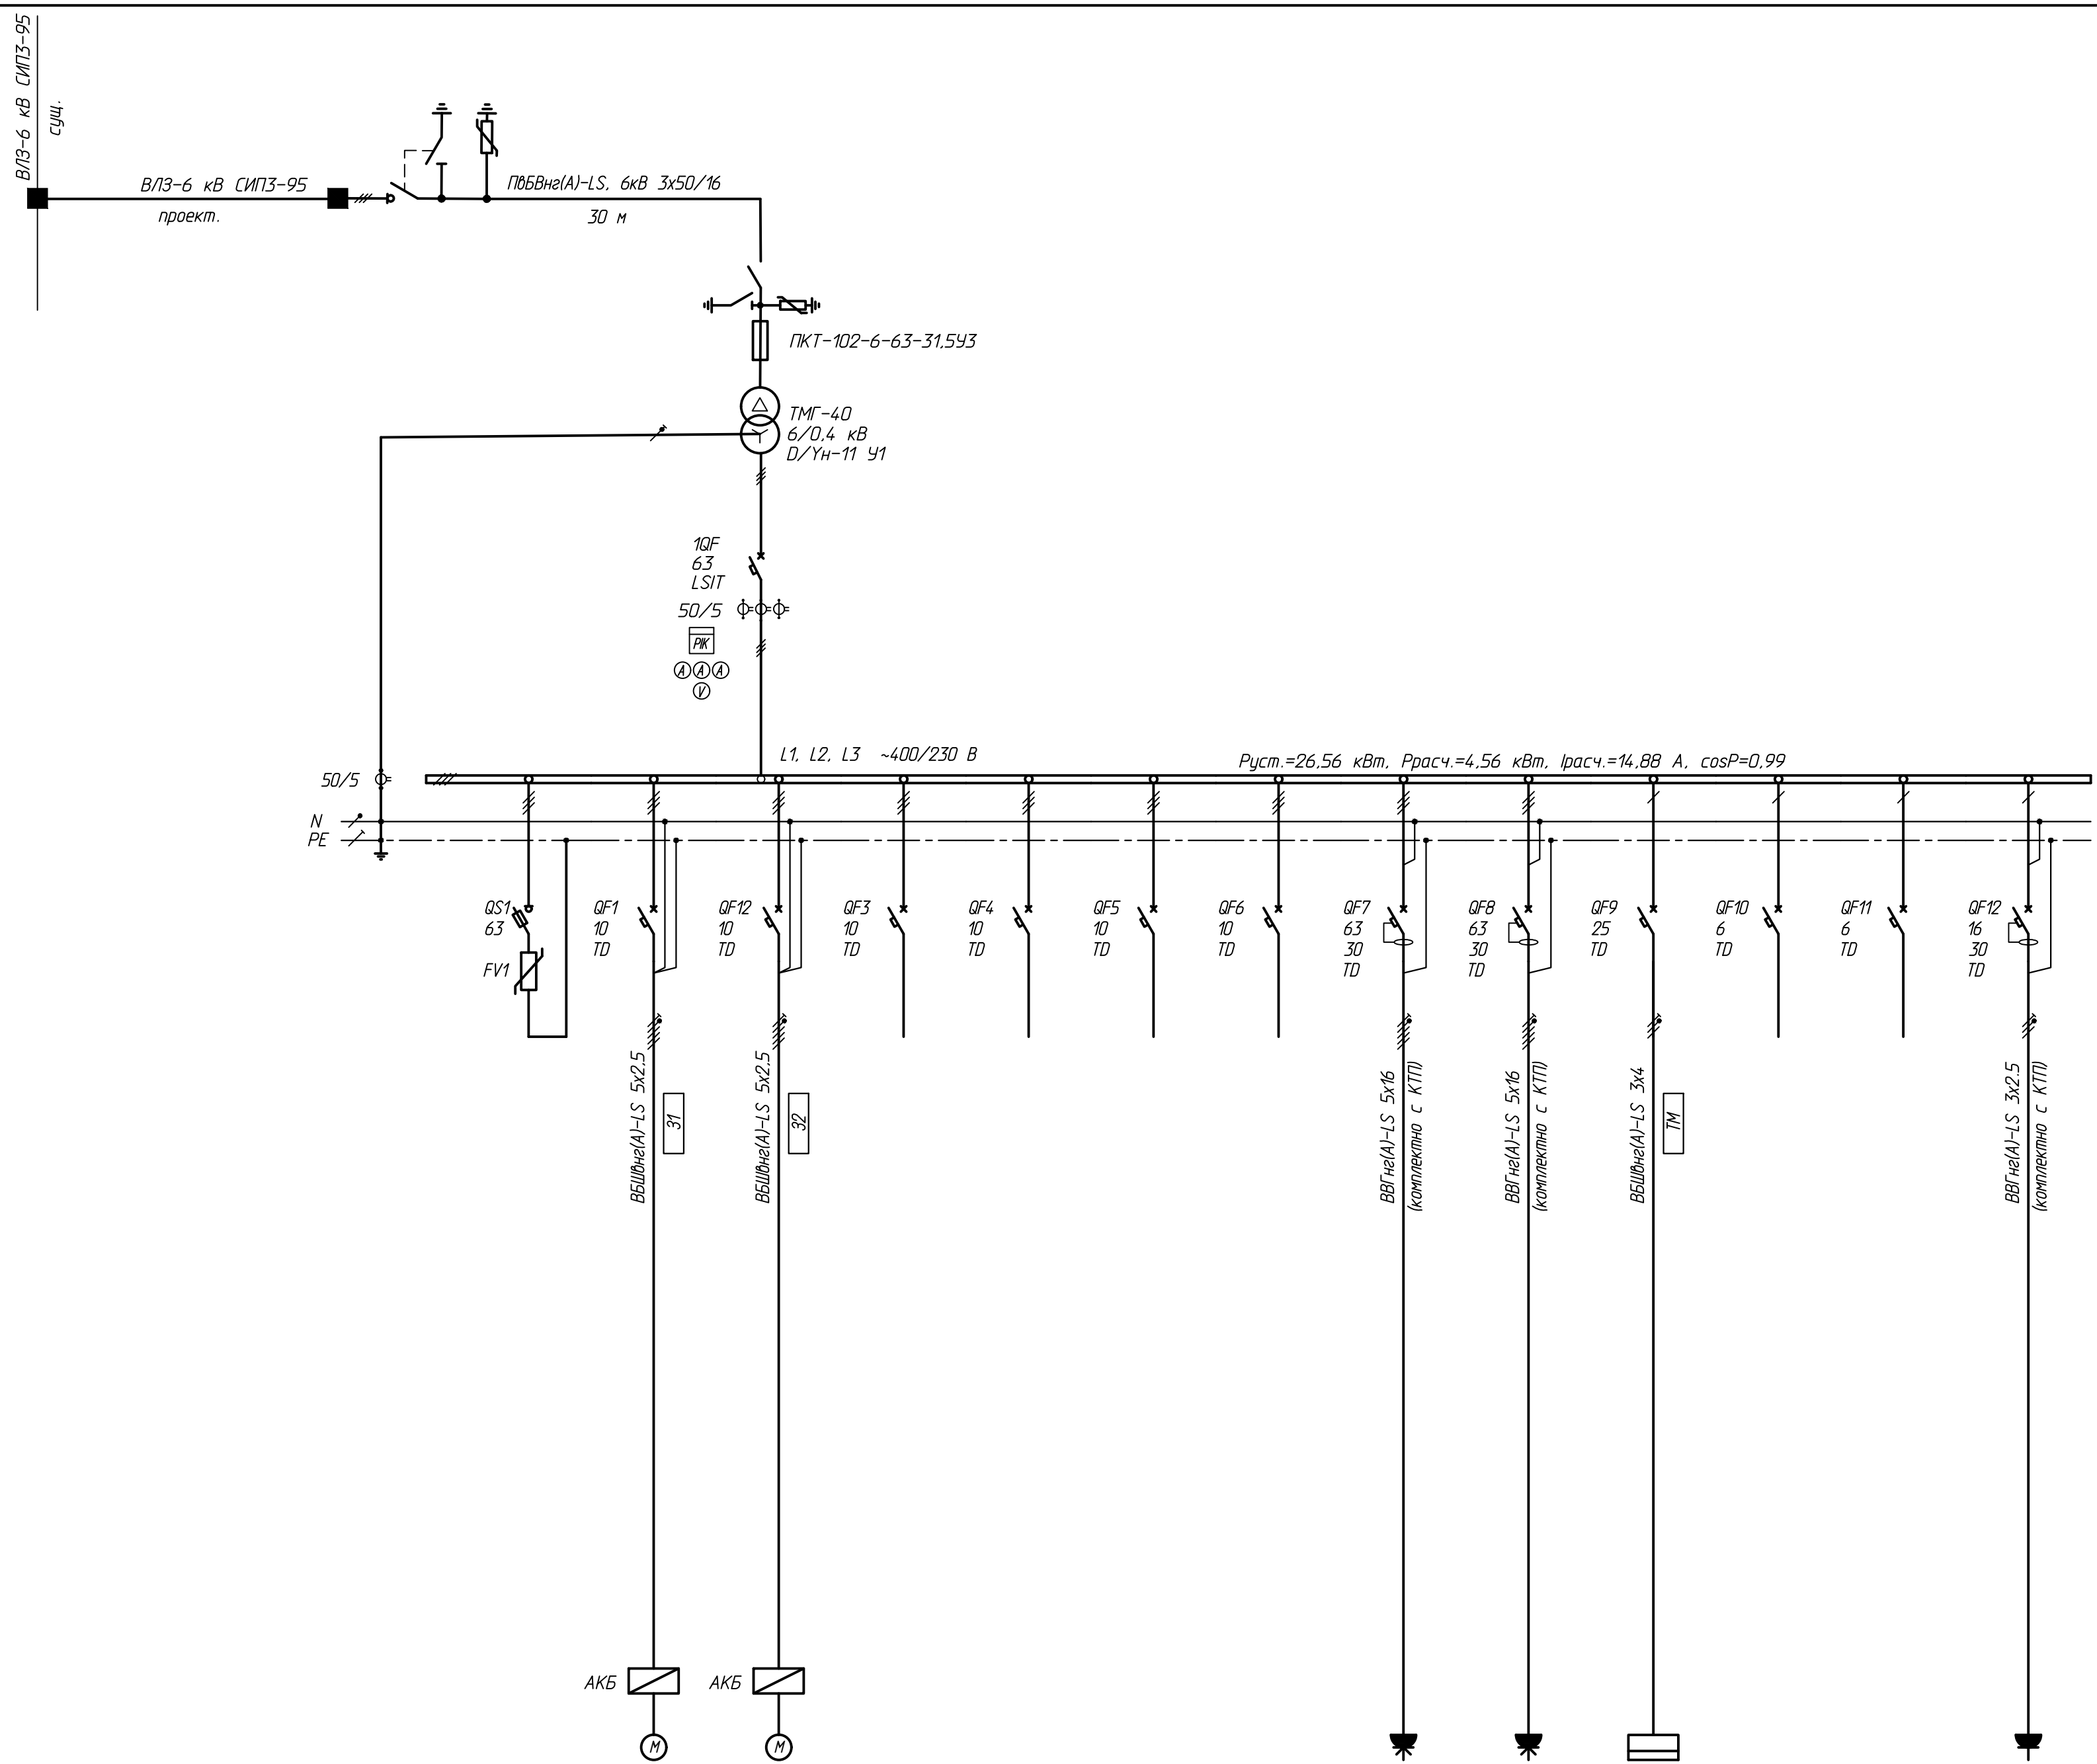 ВЛЗ-6 кВ СИП3-95
сущ.
ВЛЗ-6 кВ СИП3-95
проект.
ПвБВнг(А)-LS, 6кВ 3х50/16
30 м
ПКТ-102-6-63-31,5У3
ТМГ-40
6/0,4 кВ
D/Yн-11 У1
1QF
63
LSIT
50/5
PIK
A A A
V
L1, L2, L3 ~400/230 В
Руст.=26,56 кВт, Ррасч.=4,56 кВт, Iрасч.=14,88 А, cosP=0,99
50/5
N
PE
QS1
63
FV1
QF1
10
TD
QF12
10
TD
QF3
10
TD
QF4
10
TD
QF5
10
TD
QF6
10
TD
QF7
63
30
TD
QF8
63
30
TD
QF9
25
TD
QF10
6
TD
QF11
6
TD
QF12
16
30
TD
ВБШвнг(А)-LS 5х2,5
З1
ВБШвнг(А)-LS 5х2,5
З2
ВВГнг(А)-LS 5х16
(комплектно с КТП)
ВВГнг(А)-LS 5х16
(комплектно с КТП)
ВБШвнг(А)-LS 3х4
ТМ
ВВГнг(А)-LS 3х2.5
(комплектно с КТП)
АКБ
АКБ
M
M